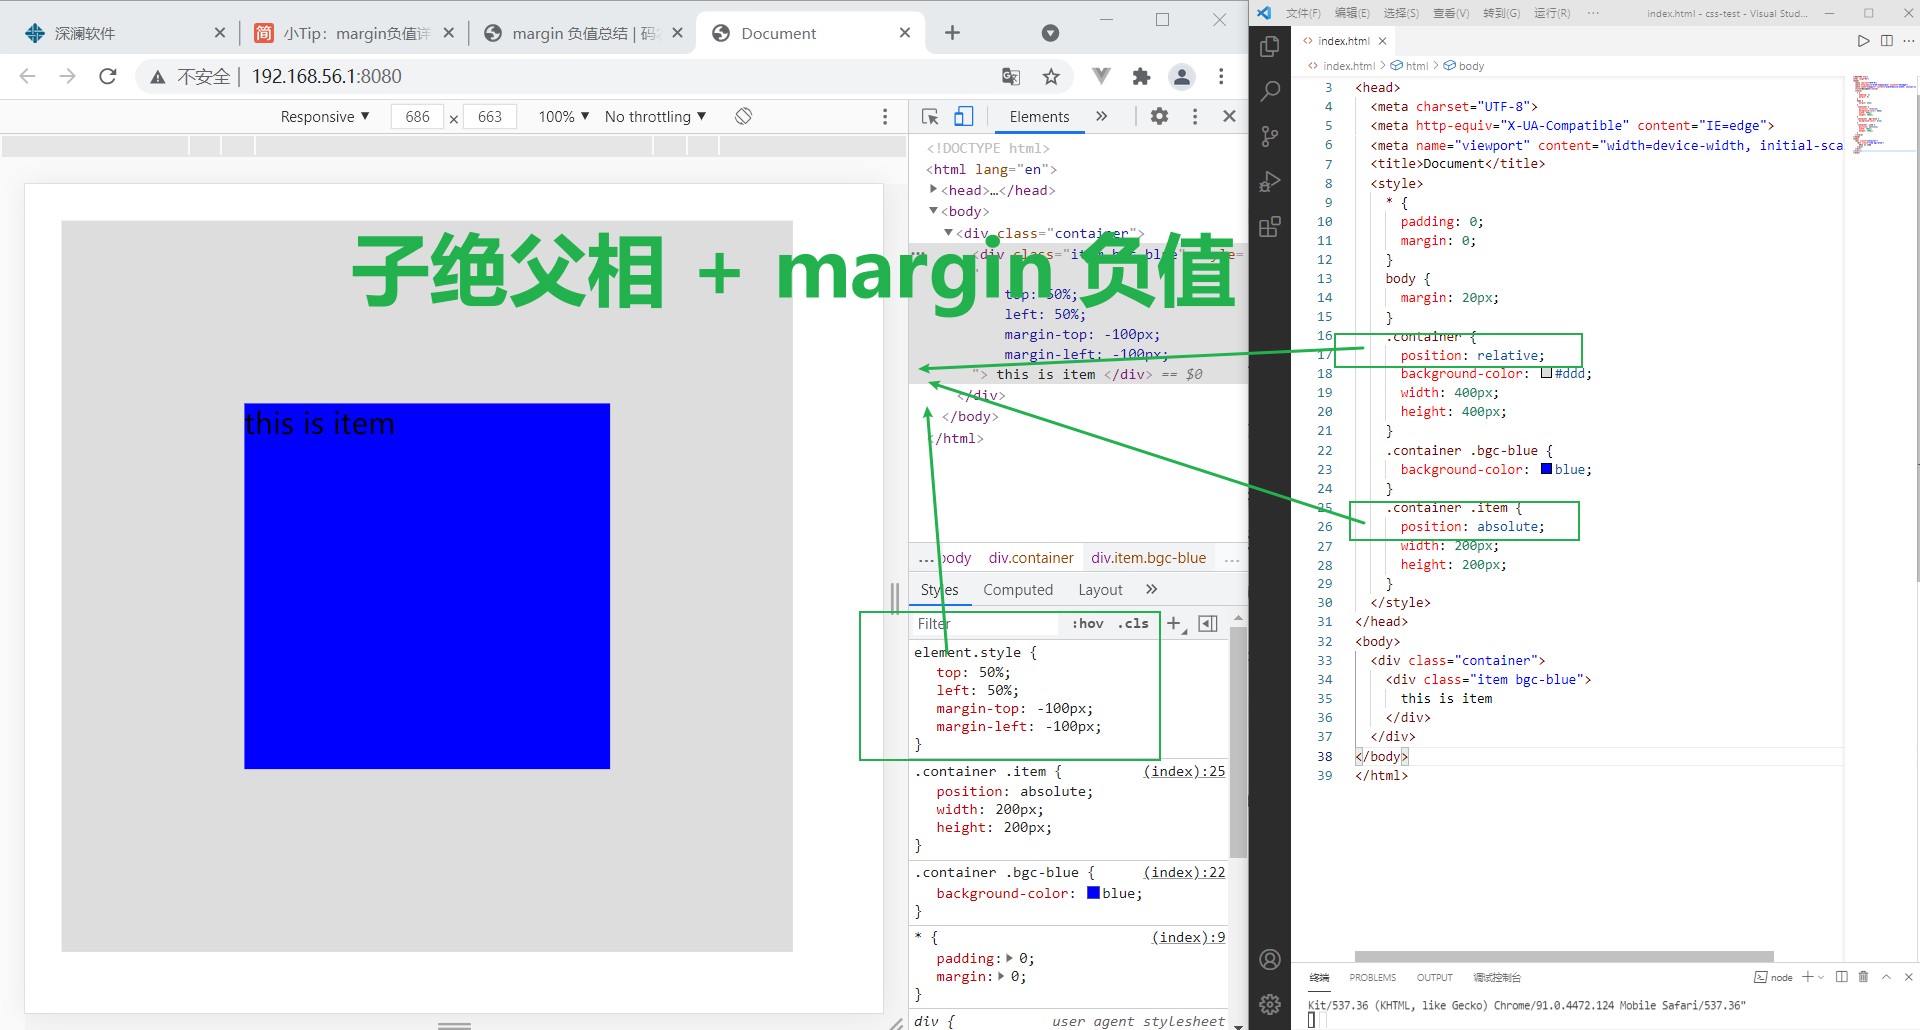 深澜软件
简 小Tip：margin负值详
margin 负值总结 | 码
Document
不安全 | 192.168.56.1:8080
Responsive ▼ 686 x 663 100% ▼ No throttling ▼
Elements »
<!DOCTYPE html>
<html lang="en">
▶<head>…</head>
▼<body>
▼<div class="container">
<div class="item bgc-blue" style=
"
top: 50%;
left: 50%;
margin-top: -100px;
margin-left: -100px;
"> this is item </div> == $0
</div>
</body>
</html>
子绝父相 + margin 负值
this is item
... body div.container div.item.bgc-blue ...
Styles Computed Layout »
Filter :hov .cls +
element.style {
top: 50%;
left: 50%;
margin-top: -100px;
margin-left: -100px;
}
.container .item { (index):25
position: absolute;
width: 200px;
height: 200px;
}
.container .bgc-blue { (index):22
background-color: blue;
}
* { (index):9
padding:▶ 0;
margin:▶ 0;
}
div { user agent stylesheet
文件(F) 编辑(E) 选择(S) 查看(V) 转到(G) 运行(R) ··· index.html - css-test - Visual Stud...
<> index.html ×
<> index.html > html > body
3 <head>
4 <meta charset="UTF-8">
5 <meta http-equiv="X-UA-Compatible" content="IE=edge">
6 <meta name="viewport" content="width=device-width, initial-sca
7 <title>Document</title>
8 <style>
9 * {
10 padding: 0;
11 margin: 0;
12 }
13 body {
14 margin: 20px;
15 }
16 .container {
17 position: relative;
18 background-color: #ddd;
19 width: 400px;
20 height: 400px;
21 }
22 .container .bgc-blue {
23 background-color: blue;
24 }
25 .container .item {
26 position: absolute;
27 width: 200px;
28 height: 200px;
29 }
30 </style>
31 </head>
32 <body>
33 <div class="container">
34 <div class="item bgc-blue">
35 this is item
36 </div>
37 </div>
38 </body>
39 </html>
终端 PROBLEMS OUTPUT 调试控制台 node
Kit/537.36 (KHTML, like Gecko) Chrome/91.0.4472.124 Mobile Safari/537.36"